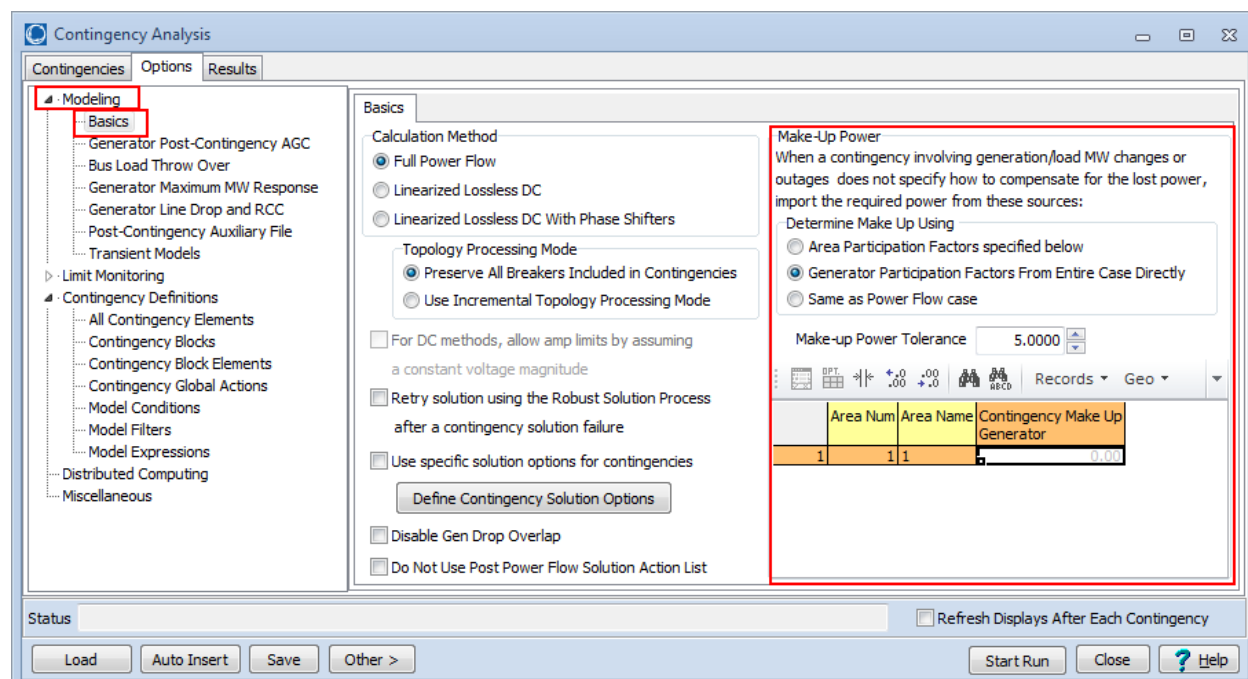 Contingency Analysis
Contingencies Options Results
Modeling
Basics
Generator Post-Contingency AGC
Bus Load Throw Over
Generator Maximum MW Response
Generator Line Drop and RCC
Post-Contingency Auxiliary File
Transient Models
Limit Monitoring
Contingency Definitions
All Contingency Elements
Contingency Blocks
Contingency Block Elements
Contingency Global Actions
Model Conditions
Model Filters
Model Expressions
Distributed Computing
Miscellaneous
Basics
Calculation Method
Full Power Flow
Linearized Lossless DC
Linearized Lossless DC With Phase Shifters
Topology Processing Mode
Preserve All Breakers Included in Contingencies
Use Incremental Topology Processing Mode
For DC methods, allow amp limits by assuming
a constant voltage magnitude
Retry solution using the Robust Solution Process
after a contingency solution failure
Use specific solution options for contingencies
Define Contingency Solution Options
Disable Gen Drop Overlap
Do Not Use Post Power Flow Solution Action List
Make-Up Power
When a contingency involving generation/load MW changes or
outages does not specify how to compensate for the lost power,
import the required power from these sources:
Determine Make Up Using
Area Participation Factors specified below
Generator Participation Factors From Entire Case Directly
Same as Power Flow case
Make-up Power Tolerance 5.0000
OPT. .00 .0 .00 .0 ABCD Records Geo
Area Num Area Name Contingency Make Up
Generator
1 1 1 0.00
Status Refresh Displays After Each Contingency
Load Auto Insert Save Other > Start Run Close ? Help